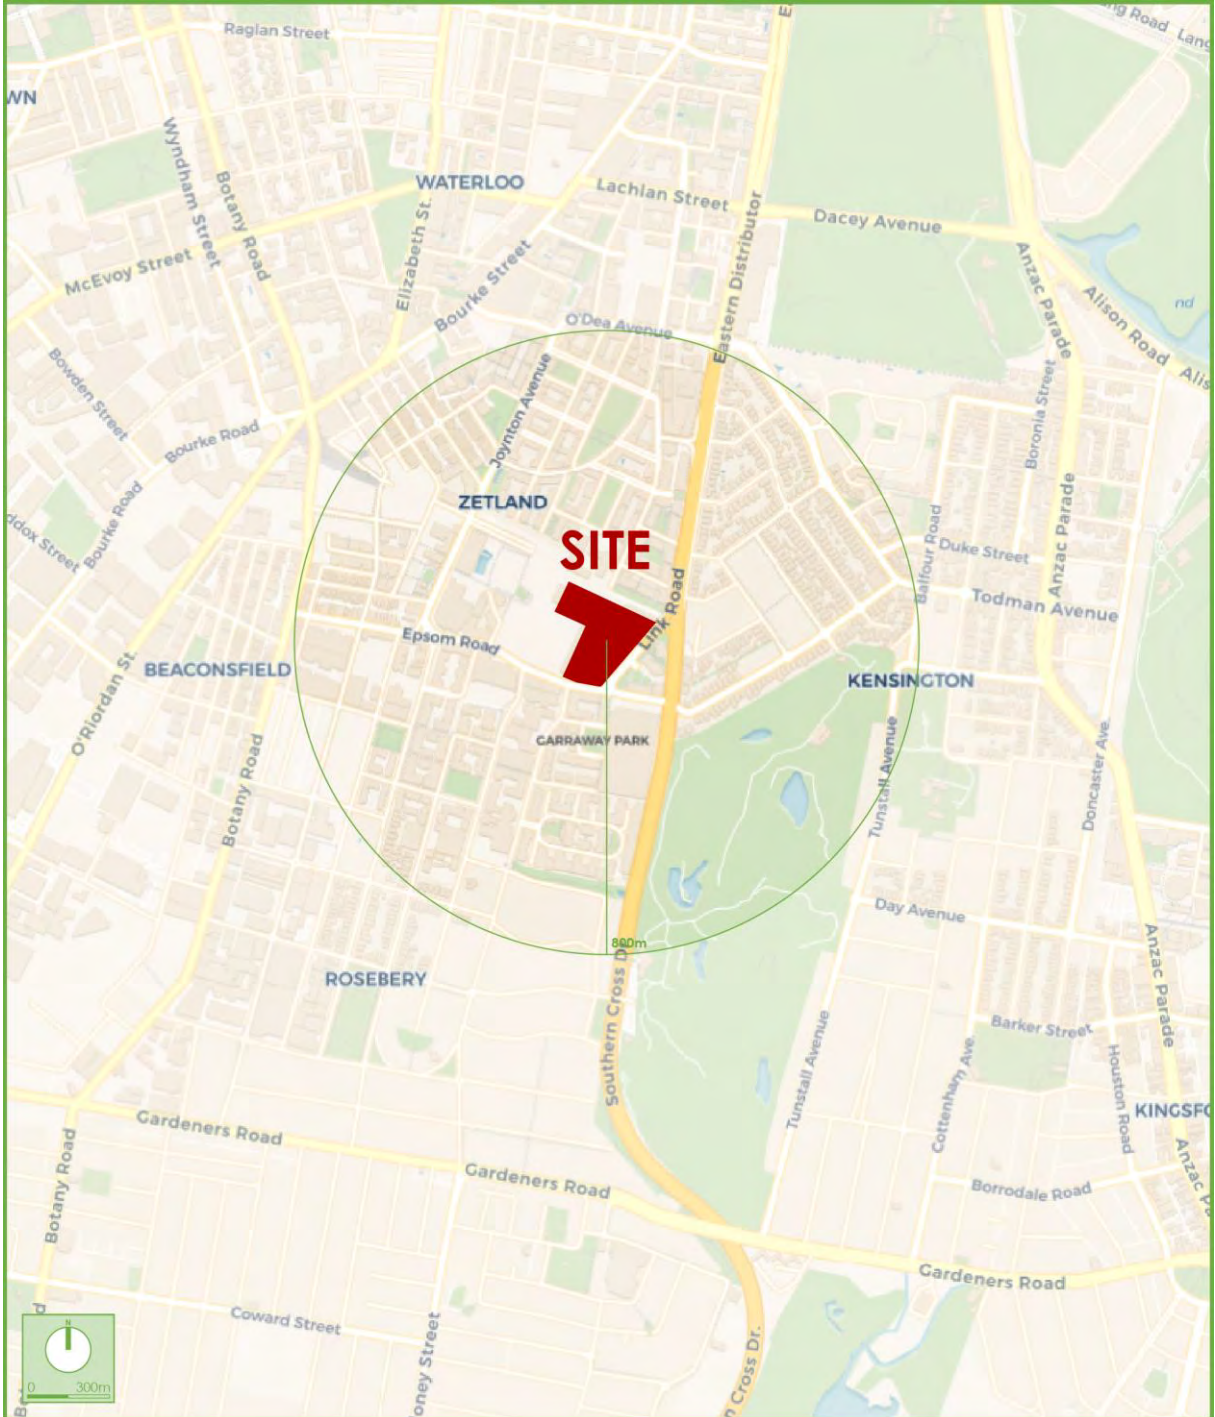 Raglan Street
Wyndham Street
Botany Road
WATERLOO
Lachlan Street
Dacey Avenue
Eastern Distributor
Elizabeth St.
McEvoy Street
Bourke Street
Anzac Parade
Alison Road
O'Dea Avenue
Bowden Street
Bourke Road
Joynton Avenue
Boronia Street
Bourke Road
ZETLAND
Anzac Parade
Balfour Road
Duke Street
SITE
Todman Avenue
Link Road
Epsom Road
BEACONSFIELD
KENSINGTON
O'Riordan St.
GARRAWAY PARK
Botany Road
Tunstall Avenue
Doncaster Ave
Day Avenue
800m
ROSEBERY
Anzac Parade
Southern Cross Dr
Barker Street
Tunstall Avenue
Cottenham Ave
Houston Road
Gardeners Road
Botany Road
Gardeners Road
Borrodale Road
Gardeners Road
Coward Street
N
0 300m